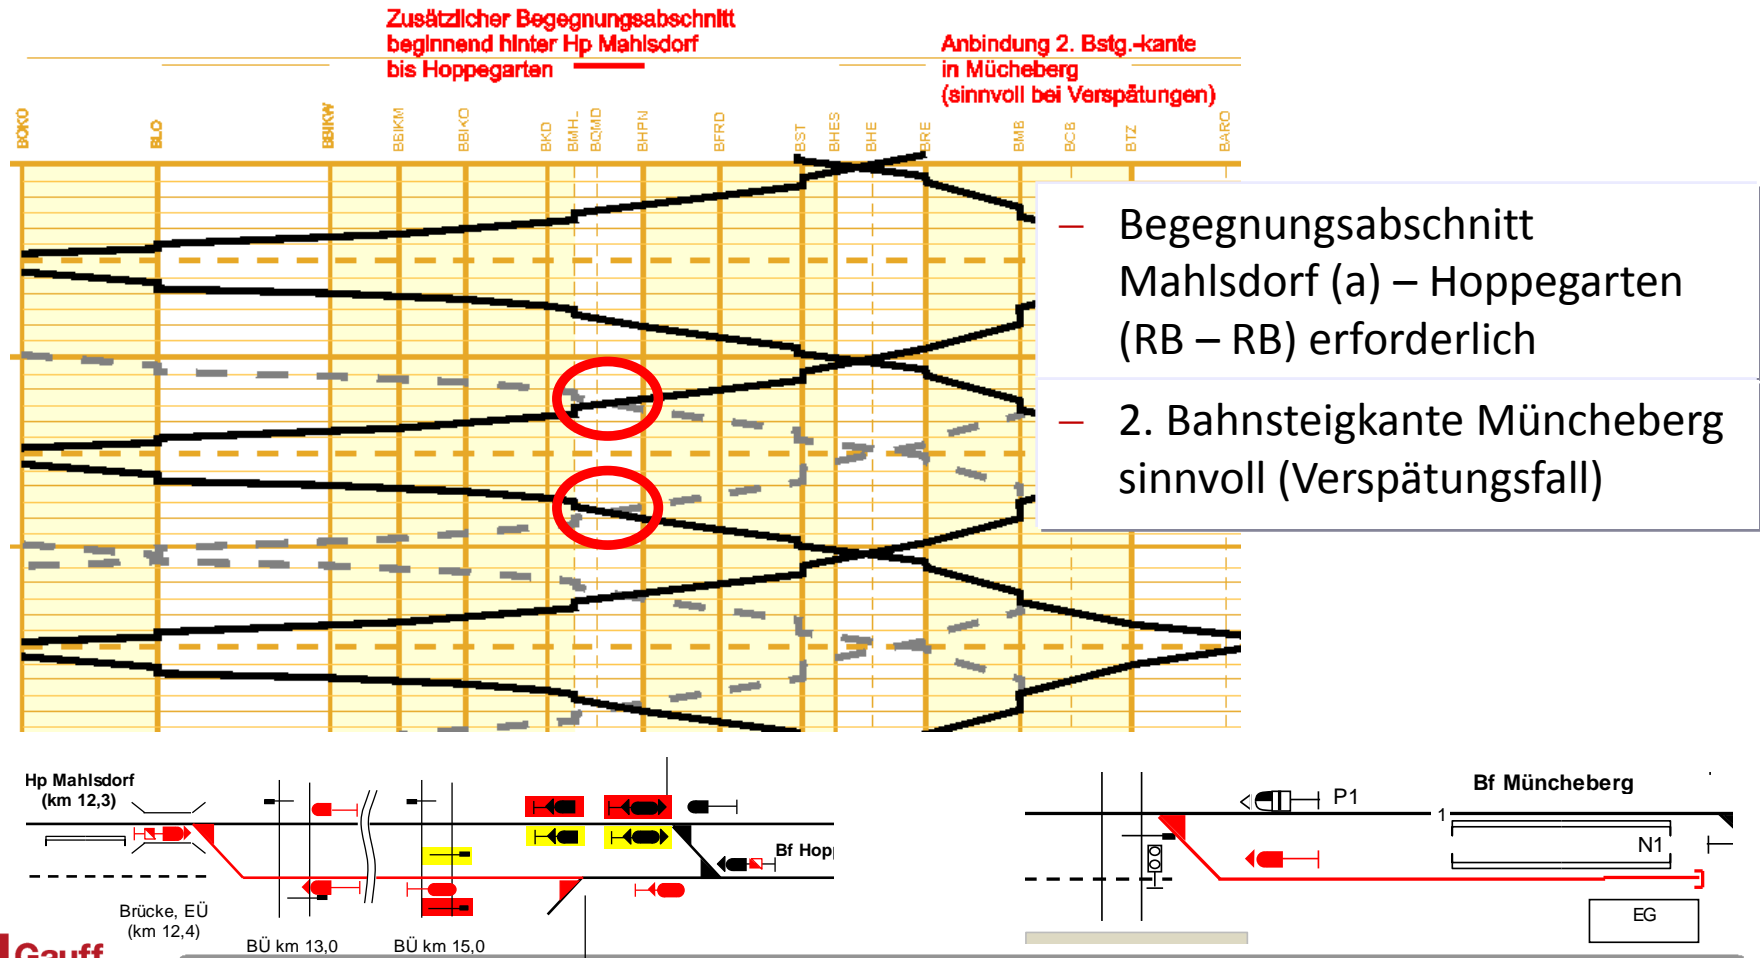 Zusätzlicher Begegnungsabschnitt
beginnend hinter Hp Mahlsdorf
bis Hoppegarten
Anbindung 2. Bstg.-kante
in Mücheberg
(sinnvoll bei Verspätungen)
BOKO
BLO
BBIKW
BBIKM
BBIKO
BKD
BMHL
BQMD
BHPN
BFRD
BST
BHES
BHE
BRE
BMB
BCB
BTZ
BARO
– Begegnungsabschnitt
Mahlsdorf (a) – Hoppegarten
(RB – RB) erforderlich
– 2. Bahnsteigkante Müncheberg
sinnvoll (Verspätungsfall)
Hp Mahlsdorf
(km 12,3)
Bf Hop
Brücke, EÜ
(km 12,4)
BÜ km 13,0
BÜ km 15,0
Bf Müncheberg
P1
1
N1
EG
Gauff